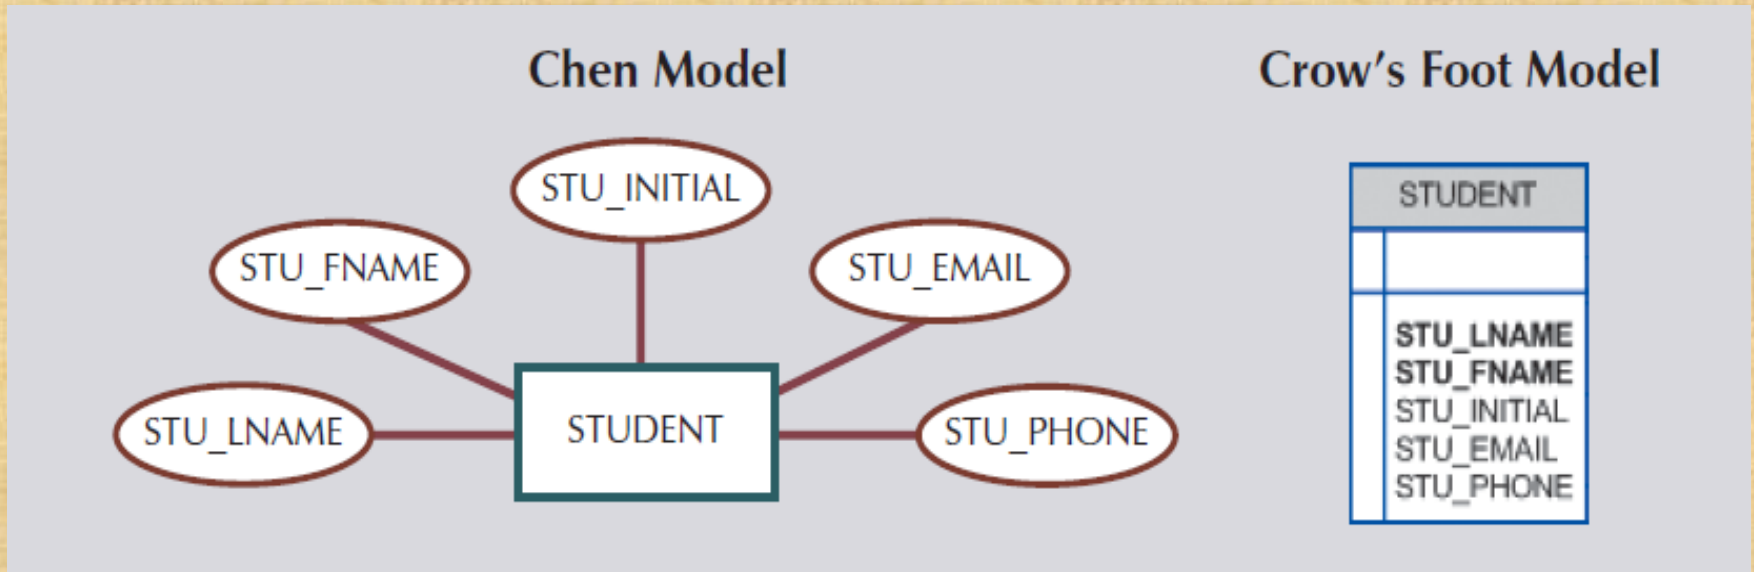 Chen Model
Crow's Foot Model
STU_INITIAL
STU_FNAME
STU_EMAIL
STU_LNAME
STUDENT
STU_PHONE
STUDENT
STU_LNAME
STU_FNAME
STU_INITIAL
STU_EMAIL
STU_PHONE